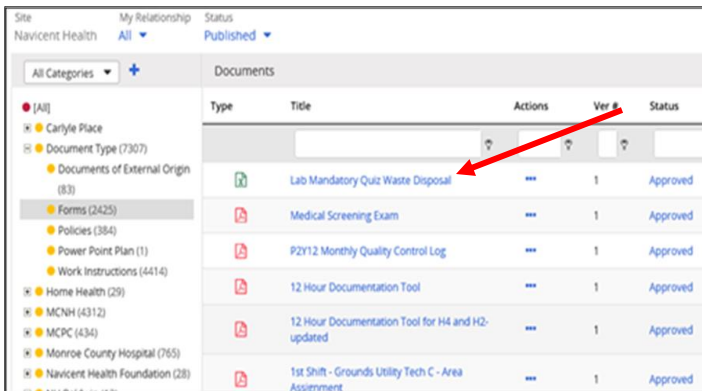 Site My Relationship Status
Navicent Health All Published
All Categories + Documents
[All]
Carlyle Place
Document Type (7307)
Documents of External Origin
(83)
Forms (2425)
Policies (384)
Power Point Plan (1)
Work Instructions (4414)
Home Health (29)
MCNH (4312)
MCPC (434)
Monroe County Hospital (765)
Navicent Health Foundation (28)
Type Title Actions Ver # Status
Lab Mandatory Quiz Waste Disposal ••• 1 Approved
Medical Screening Exam ••• 1 Approved
P2Y12 Monthly Quality Control Log ••• 1 Approved
12 Hour Documentation Tool ••• 1 Approved
12 Hour Documentation Tool for H4 and H2-
updated ••• 1 Approved
1st Shift - Grounds Utility Tech C - Area
Assignment ••• 1 Approved